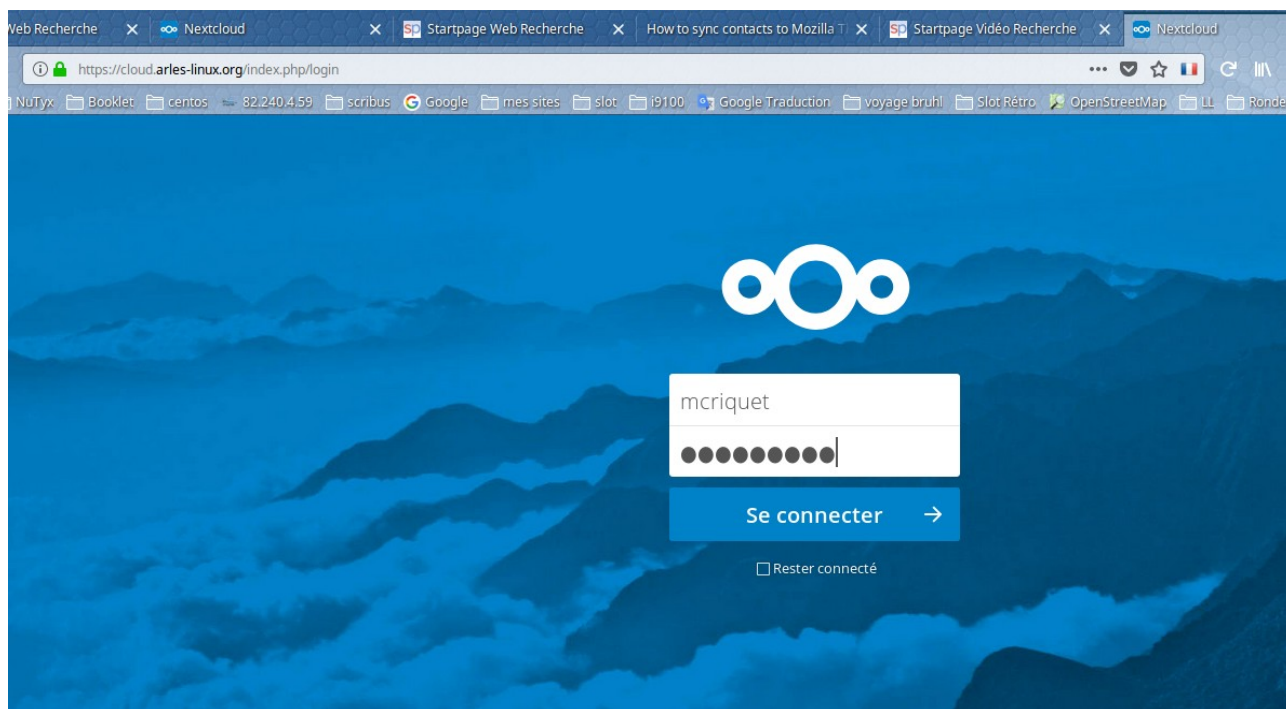 Web Recherche Nextcloud Startpage Web Recherche How to sync contacts to Mozilla T Startpage Vidéo Recherche Nextcloud
https://cloud.arles-linux.org/index.php/login
NuTyx Booklet centos 82.240.4.59 scribus Google mes sites slot i9100 Google Traduction voyage bruhl Slot Rétro OpenStreetMap LL Ronde
mcriquet
Se connecter →
Rester connecté